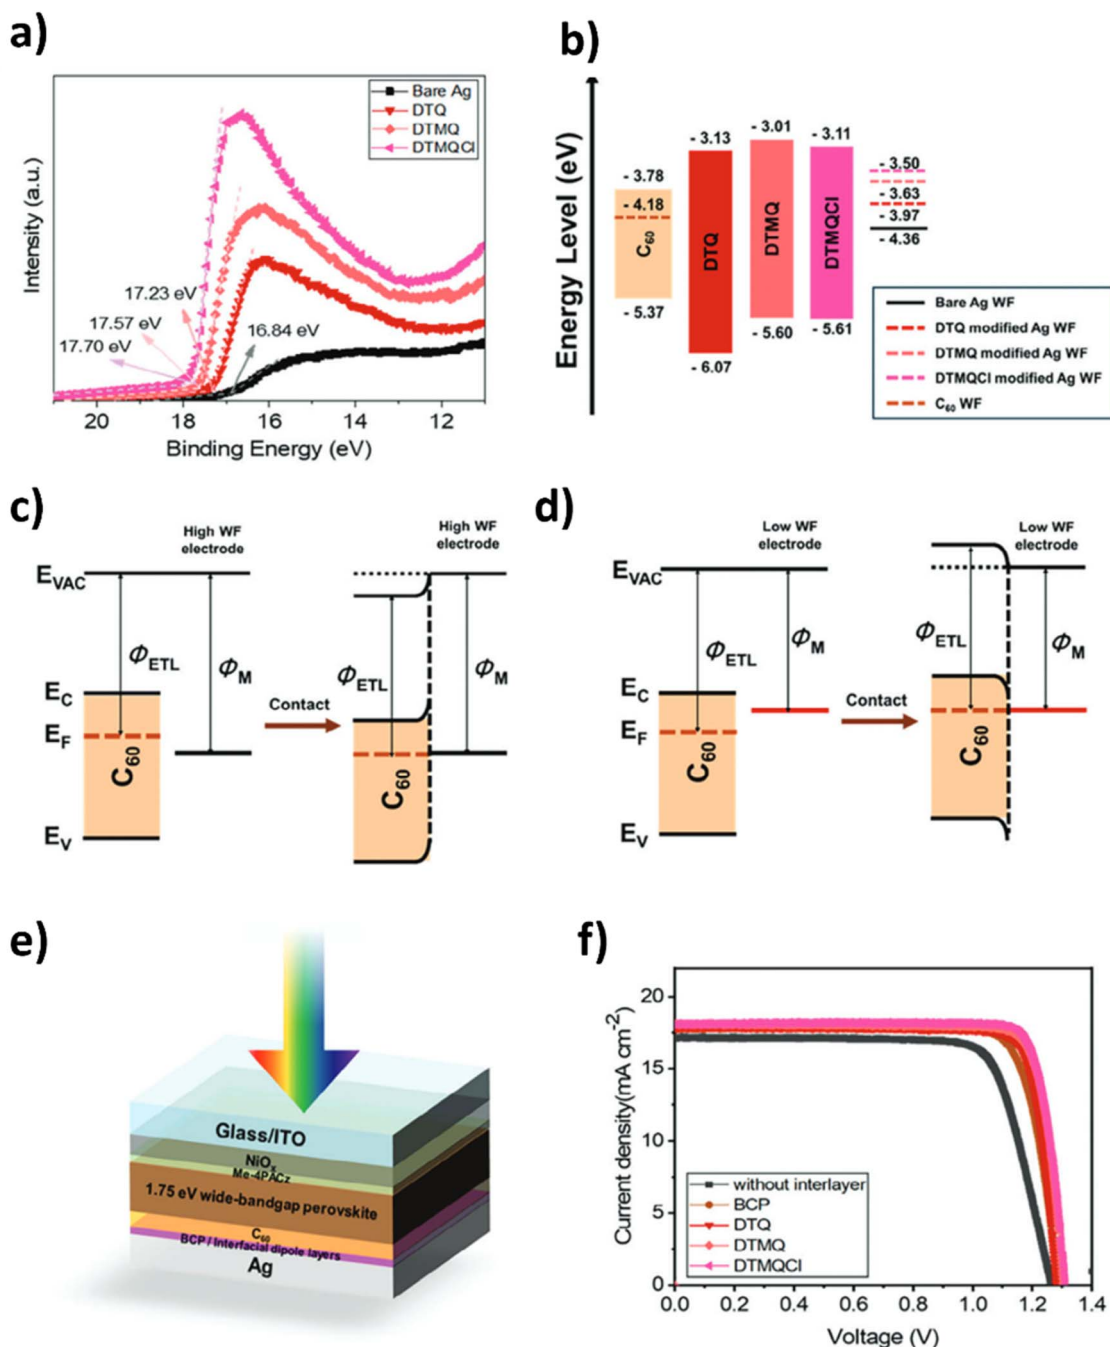 a)
Bare Ag
DTQ
DTMQ
DTMQCl
Intensity (a.u.)
17.23 eV
17.57 eV
17.70 eV
16.84 eV
20 18 16 14 12
Binding Energy (eV)
b)
Energy Level (eV)
- 3.78
- 4.18
C60
- 5.37
- 3.13
DTQ
- 6.07
- 3.01
DTMQ
- 5.60
- 3.11
DTMQCl
- 5.61
- 3.50
- 3.63
- 3.97
- 4.36
Bare Ag WF
DTQ modified Ag WF
DTMQ modified Ag WF
DTMQCl modified Ag WF
C60 WF
c)
High WF
electrode
EVAC
ΦETL
ΦM
EC
EF
EV
C60
Contact
High WF
electrode
ΦETL
ΦM
C60
d)
Low WF
electrode
EVAC
ΦETL
ΦM
EC
EF
EV
C60
Contact
Low WF
electrode
ΦETL
ΦM
C60
e)
Glass/ITO
NiOx
Me-4PACz
1.75 eV wide-bandgap perovskite
C60
BCP / Interfacial dipole layers
Ag
f)
Current density(mA cm-2)
20
15
10
5
0
without interlayer
BCP
DTQ
DTMQ
DTMQCl
0.0 0.2 0.4 0.6 0.8 1.0 1.2 1.4
Voltage (V)